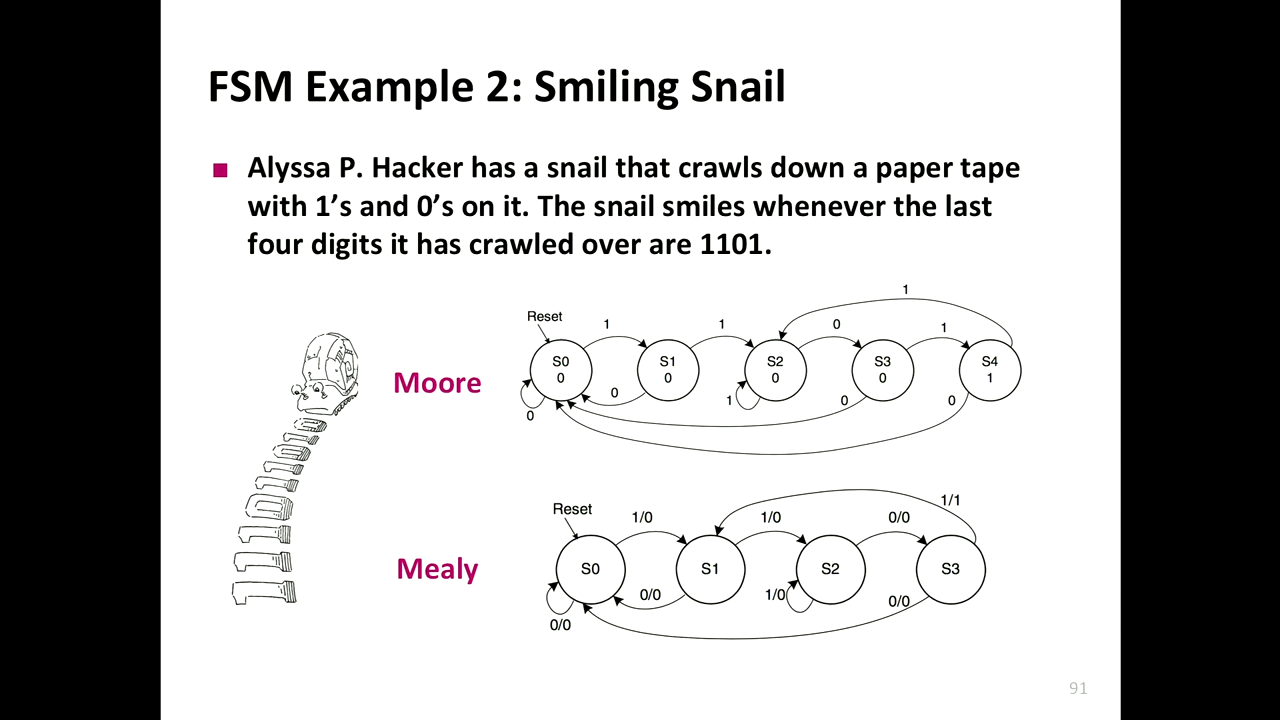 FSM Example 2: Smiling Snail
■ Alyssa P. Hacker has a snail that crawls down a paper tape
with 1’s and 0’s on it. The snail smiles whenever the last
four digits it has crawled over are 1101.
Moore
Reset
1
1
1
0
1
S0
0
S1
0
S2
0
S3
0
S4
1
0
0
1
0
0
Mealy
Reset
1/0
1/0
0/0
1/1
S0
S1
S2
S3
0/0
0/0
1/0
0/0
91